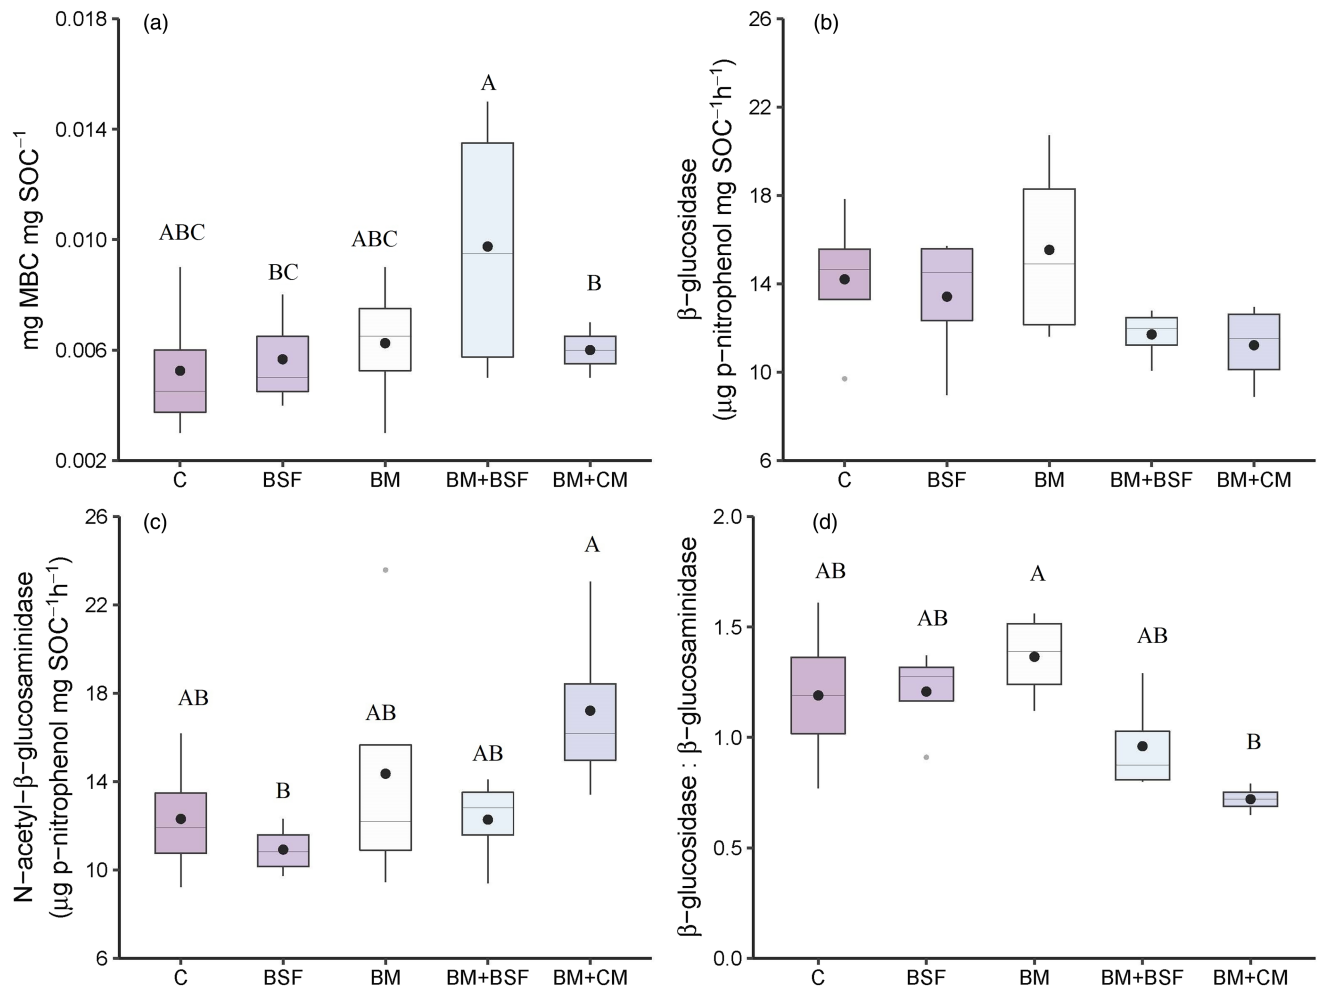 (a)
mg MBC mg SOC⁻¹
0.018
0.014
0.010
0.006
0.002
ABC
BC
ABC
A
B
C BSF BM BM+BSF BM+CM
(b)
β−glucosidase
(µg p−nitrophenol mg SOC⁻¹h⁻¹)
26
22
18
14
10
6
C BSF BM BM+BSF BM+CM
(c)
N−acetyl−β−glucosaminidase
(µg p−nitrophenol mg SOC⁻¹h⁻¹)
26
22
18
14
10
6
AB
B
AB
AB
A
C BSF BM BM+BSF BM+CM
(d)
β−glucosidase : β−glucosaminidase
2.0
1.5
1.0
0.5
0.0
AB
AB
A
AB
B
C BSF BM BM+BSF BM+CM